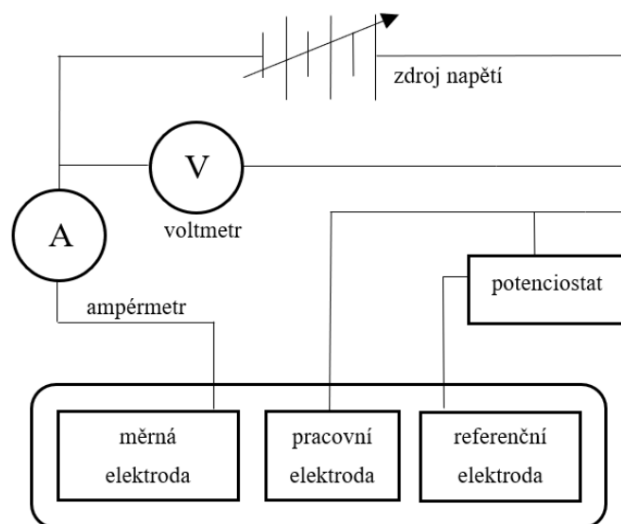 zdroj napětí
V
voltmetr
A
potenciostat
ampérmetr
měrná
elektroda
pracovní
elektroda
referenční
elektroda